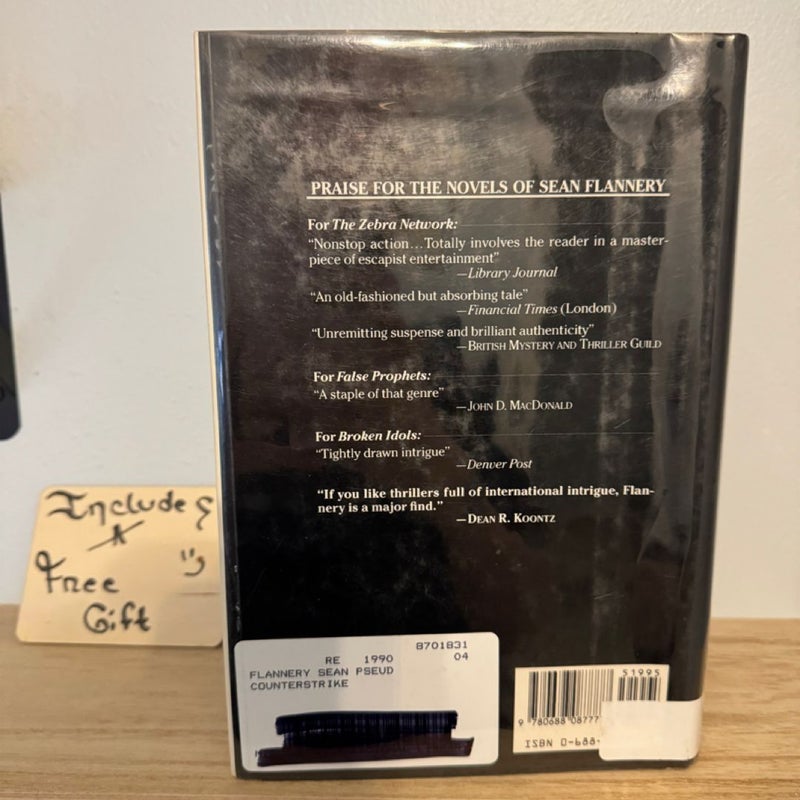 PRAISE FOR THE NOVELS OF SEAN FLANNERY
For The Zebra Network:
“Nonstop action...Totally involves the reader in a master-
piece of escapist entertainment”
—Library Journal
“An old-fashioned but absorbing tale”
—Financial Times (London)
“Unremitting suspense and brilliant authenticity”
—BRITISH MYSTERY AND THRILLER GUILD
For False Prophets:
“A staple of that genre”
—JOHN D. MACDONALD
For Broken Idols:
“Tightly drawn intrigue”
—Denver Post
“If you like thrillers full of international intrigue, Flan-
nery is a major find.”
—DEAN R. KOONTZ
Includes
A
Free
Gift
8701831
RE 1990 04
FLANNERY SEAN PSEUD
COUNTERSTRIKE
51995
9 780688 08777
ISBN 0-688-